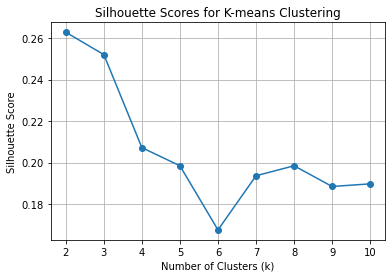 Silhouette Scores for K-means Clustering
Silhouette Score
0.26
0.24
0.22
0.20
0.18
2 3 4 5 6 7 8 9 10
Number of Clusters (k)